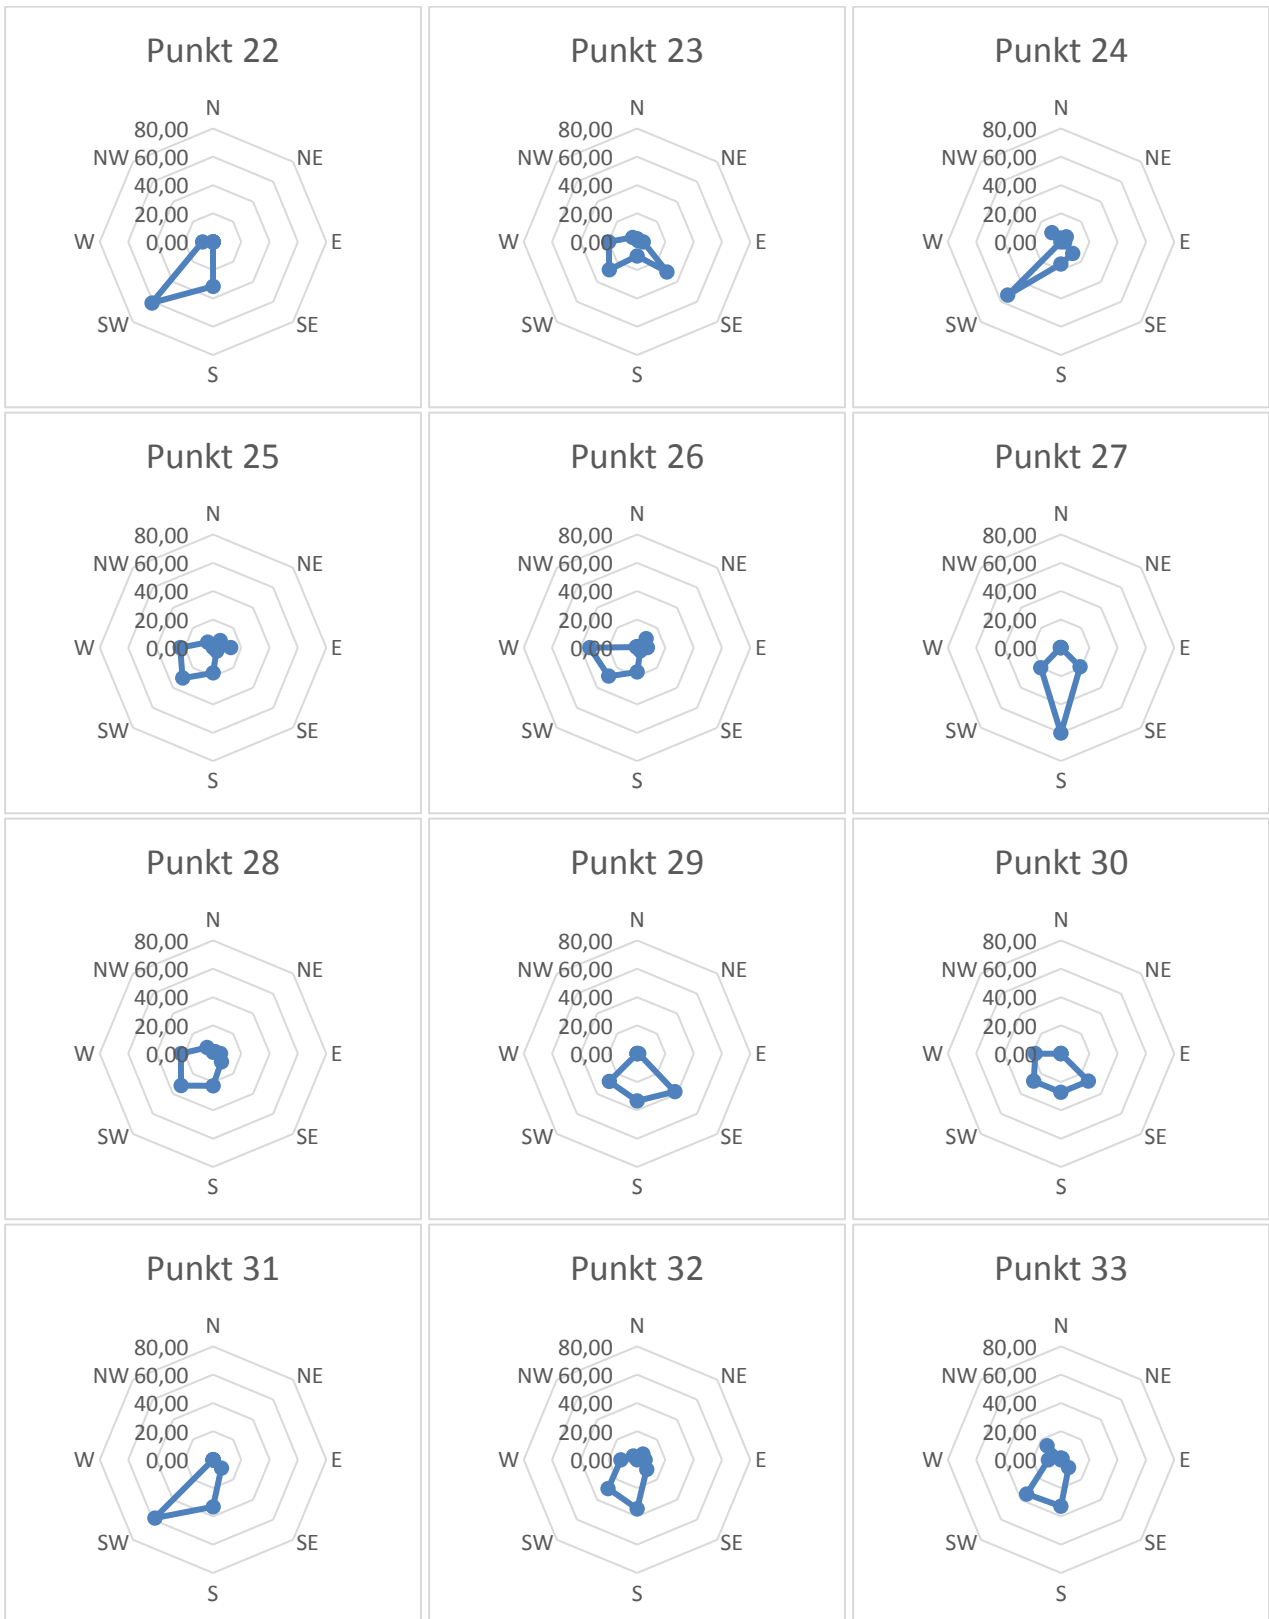 Punkt 22
N
80,00
NW
60,00
NE
40,00
20,00
W
0,00
E
SW
SE
S
Punkt 23
N
80,00
NW
60,00
NE
40,00
20,00
W
0,00
E
SW
SE
S
Punkt 24
N
80,00
NW
60,00
NE
40,00
20,00
W
0,00
E
SW
SE
S
Punkt 25
N
80,00
NW
60,00
NE
40,00
20,00
W
0,00
E
SW
SE
S
Punkt 26
N
80,00
NW
60,00
NE
40,00
20,00
W
0,00
E
SW
SE
S
Punkt 27
N
80,00
NW
60,00
NE
40,00
20,00
W
0,00
E
SW
SE
S
Punkt 28
N
80,00
NW
60,00
NE
40,00
20,00
W
0,00
E
SW
SE
S
Punkt 29
N
80,00
NW
60,00
NE
40,00
20,00
W
0,00
E
SW
SE
S
Punkt 30
N
80,00
NW
60,00
NE
40,00
20,00
W
0,00
E
SW
SE
S
Punkt 31
N
80,00
NW
60,00
NE
40,00
20,00
W
0,00
E
SW
SE
S
Punkt 32
N
80,00
NW
60,00
NE
40,00
20,00
W
0,00
E
SW
SE
S
Punkt 33
N
80,00
NW
60,00
NE
40,00
20,00
W
0,00
E
SW
SE
S